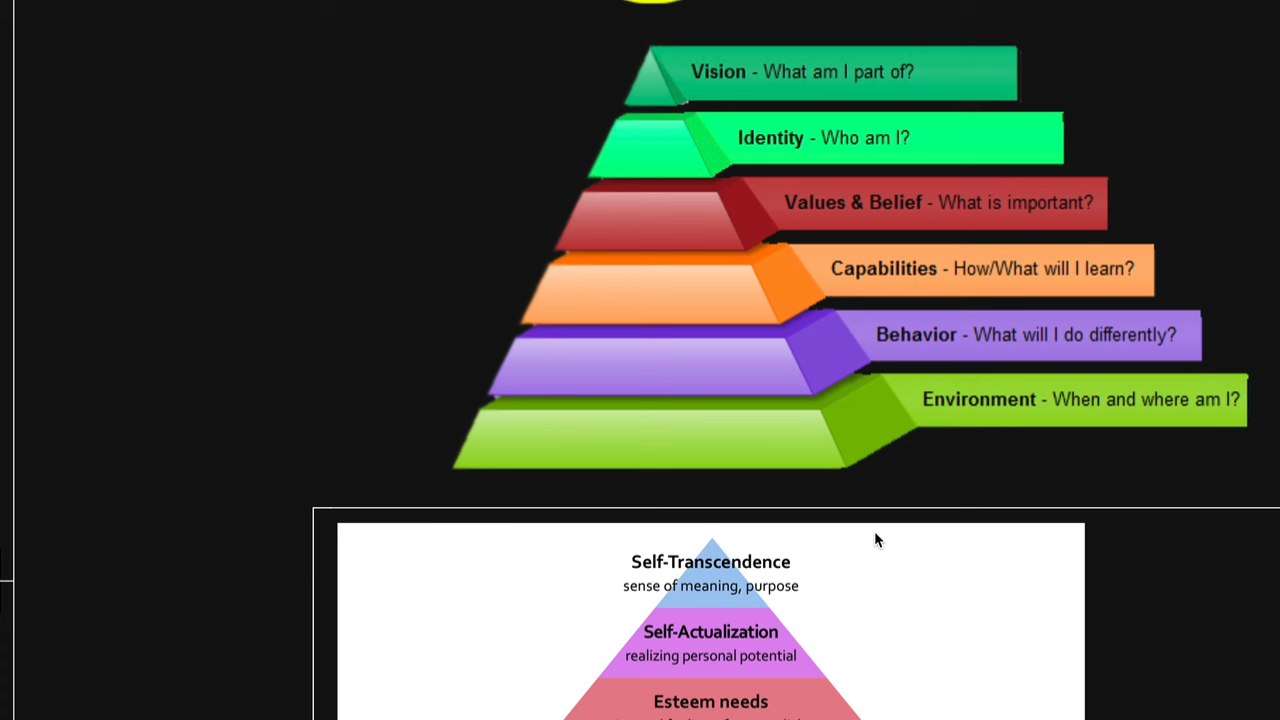 Vision - What am I part of?
Identity - Who am I?
Values & Belief - What is important?
Capabilities - How/What will I learn?
Behavior - What will I do differently?
Environment - When and where am I?
Self-Transcendence
sense of meaning, purpose
Self-Actualization
realizing personal potential
Esteem needs